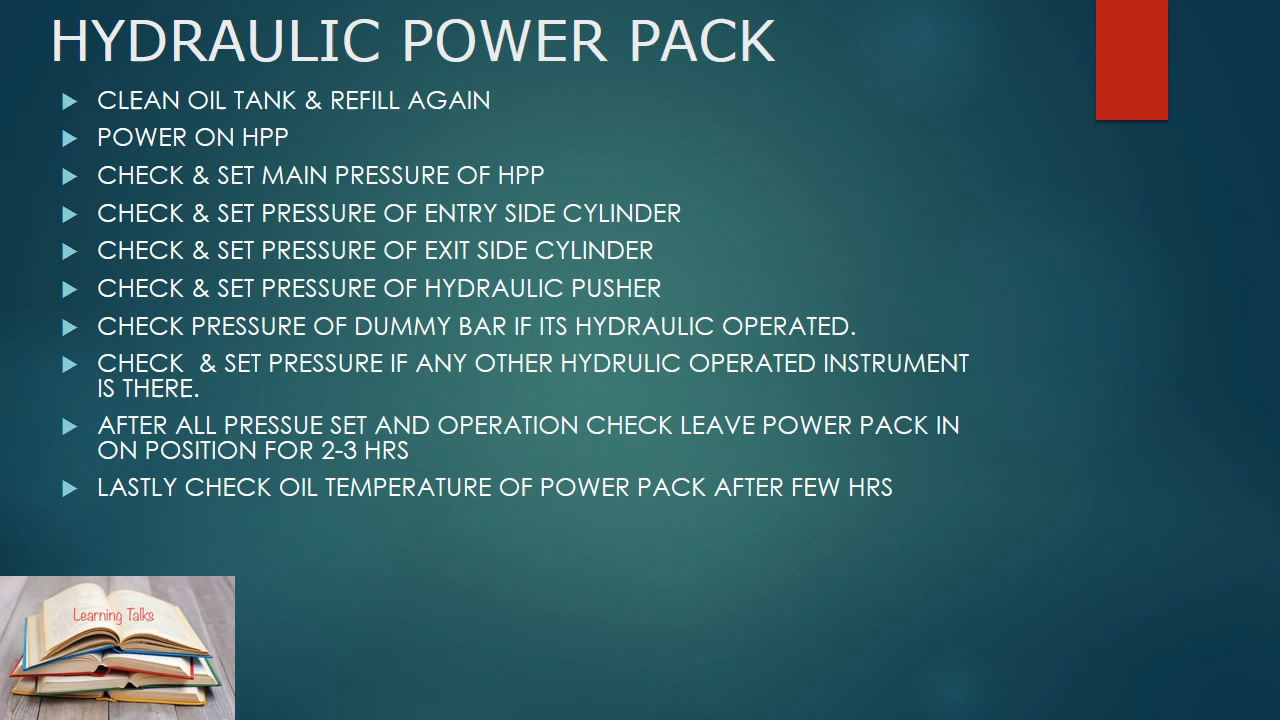 HYDRAULIC POWER PACK
CLEAN OIL TANK & REFILL AGAIN
POWER ON HPP
CHECK & SET MAIN PRESSURE OF HPP
CHECK & SET PRESSURE OF ENTRY SIDE CYLINDER
CHECK & SET PRESSURE OF EXIT SIDE CYLINDER
CHECK & SET PRESSURE OF HYDRAULIC PUSHER
CHECK PRESSURE OF DUMMY BAR IF ITS HYDRAULIC OPERATED.
CHECK  & SET PRESSURE IF ANY OTHER HYDRULIC OPERATED INSTRUMENT
IS THERE.
AFTER ALL PRESSUE SET AND OPERATION CHECK LEAVE POWER PACK IN
ON POSITION FOR 2-3 HRS
LASTLY CHECK OIL TEMPERATURE OF POWER PACK AFTER FEW HRS
Learning Talks